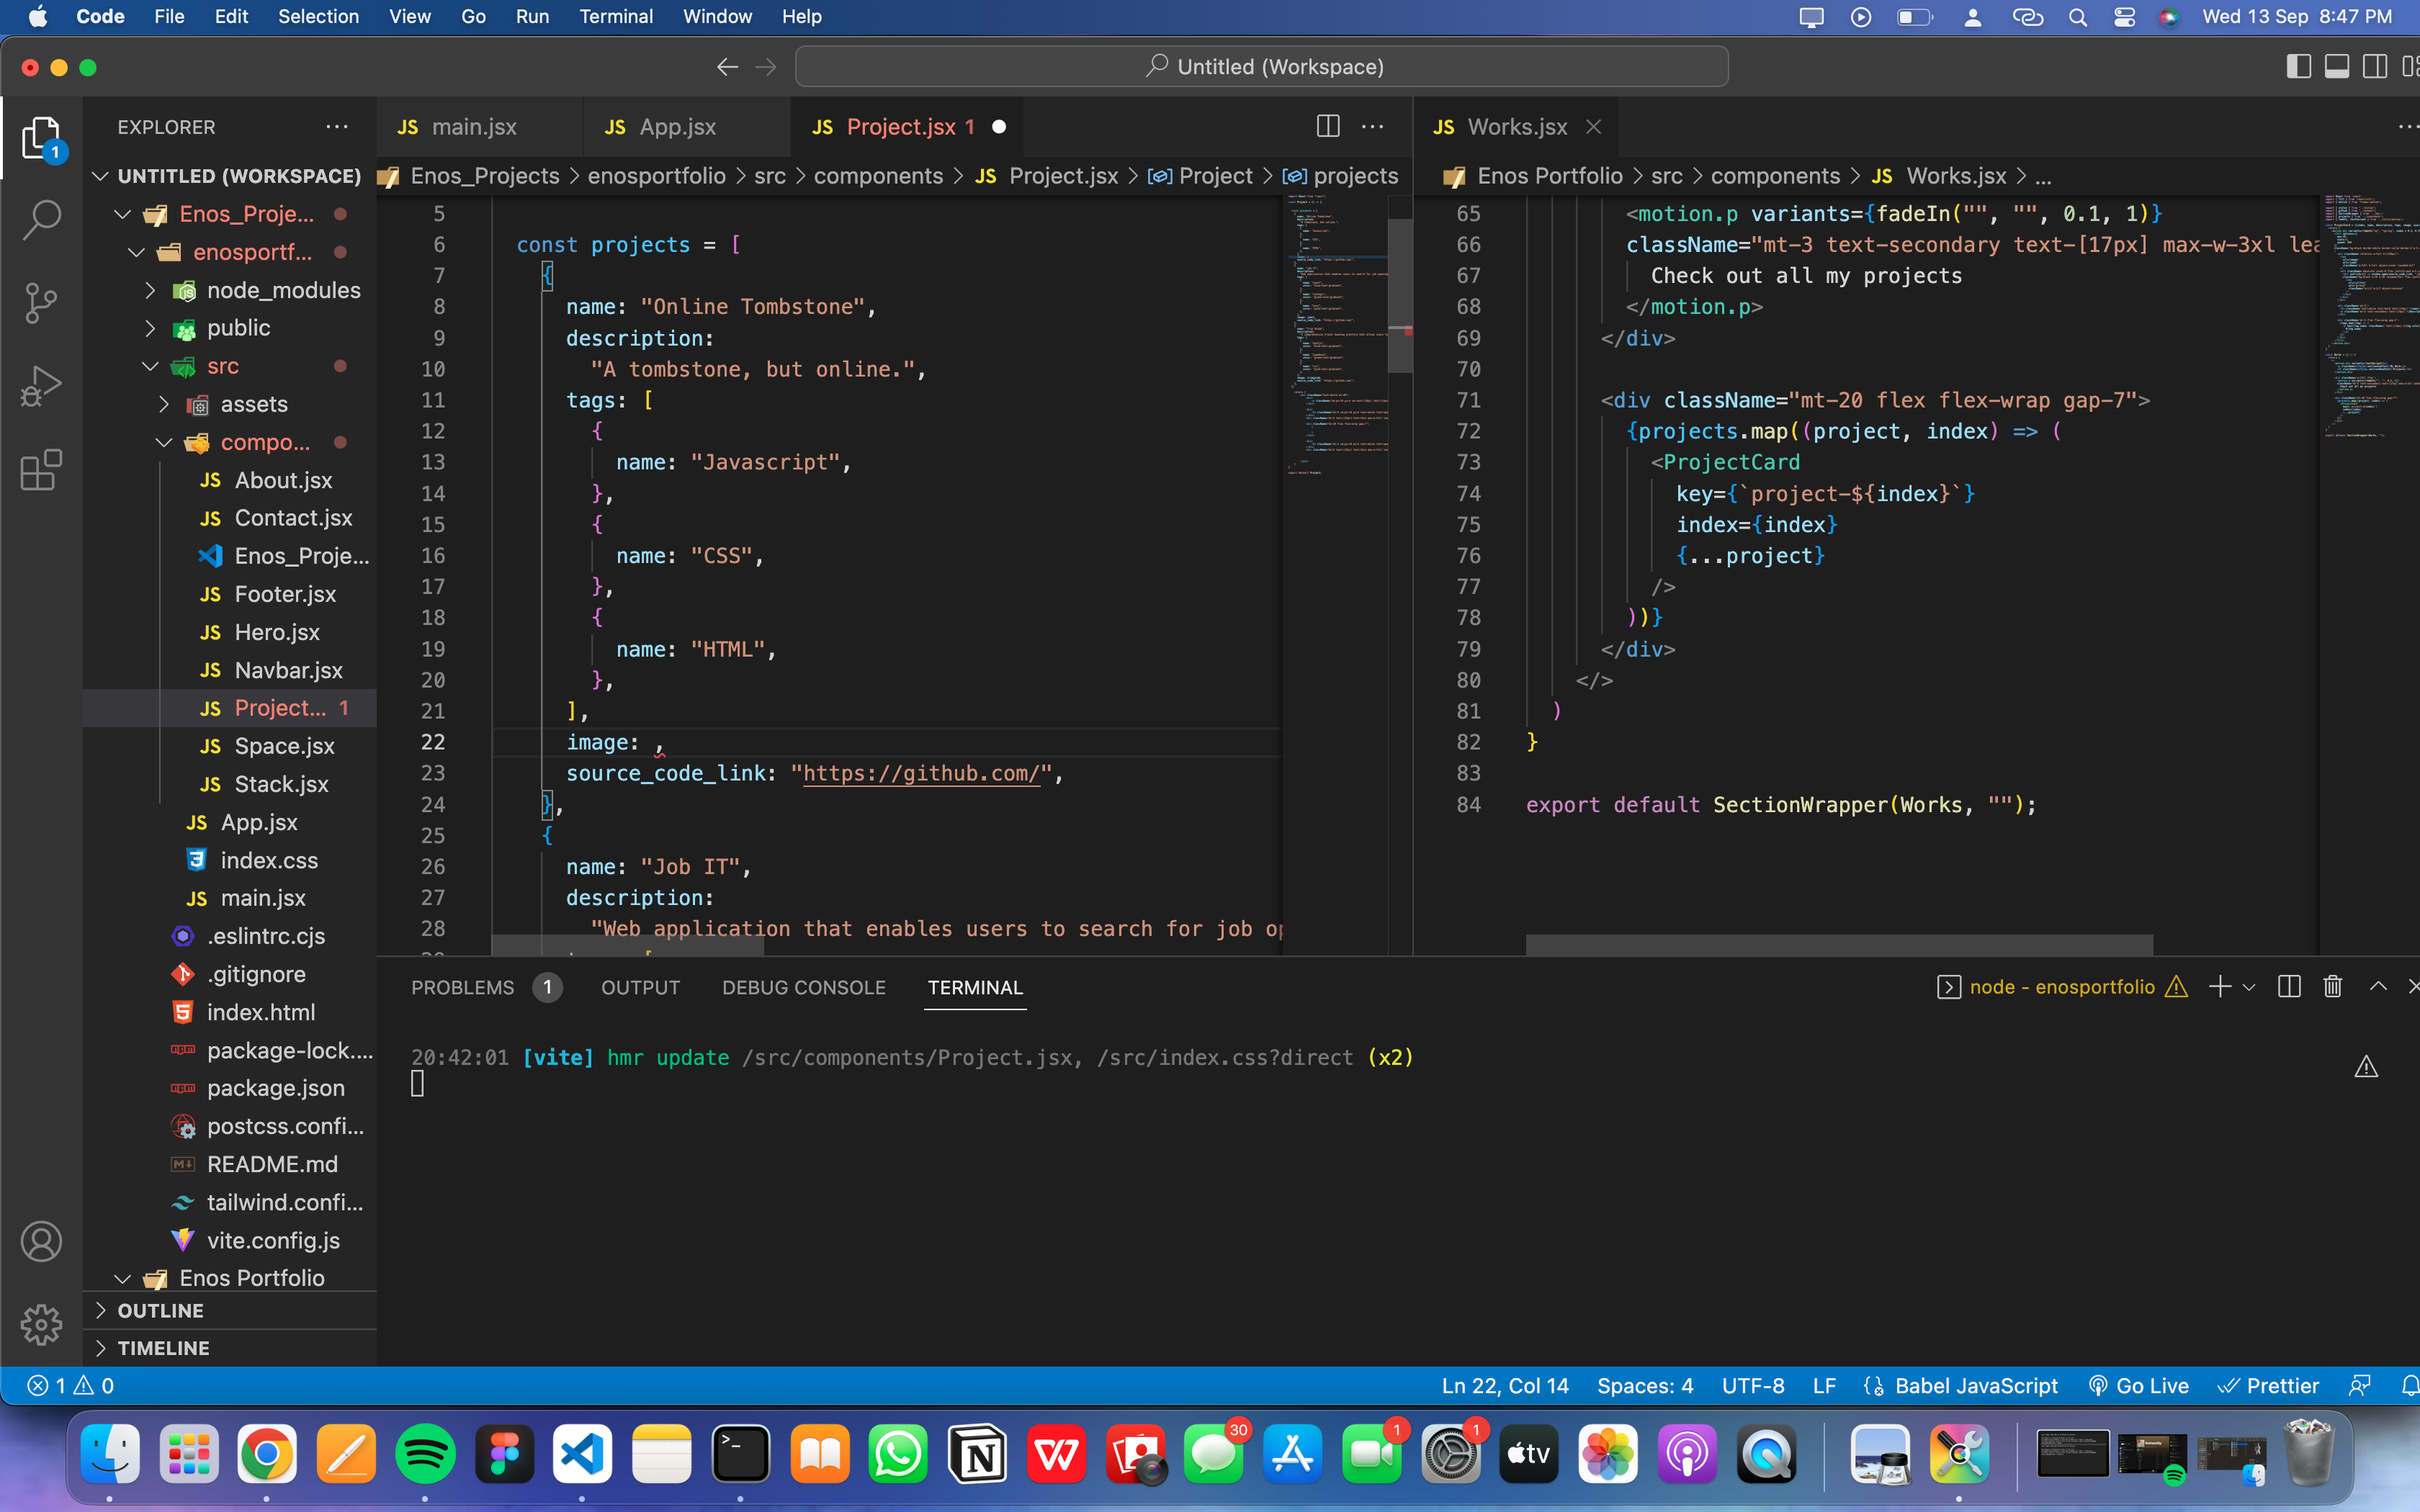 Code File Edit Selection View Go Run Terminal Window Help Wed 13 Sep 8:47 PM
Untitled (Workspace)
EXPLORER
UNTITLED (WORKSPACE)
Enos_Proje...
enosportf...
node_modules
public
src
assets
compo...
JS About.jsx
JS Contact.jsx
Enos_Proje...
JS Footer.jsx
JS Hero.jsx
JS Navbar.jsx
JS Project... 1
JS Space.jsx
JS Stack.jsx
JS App.jsx
index.css
JS main.jsx
.eslintrc.cjs
.gitignore
index.html
package-lock....
package.json
postcss.confi...
README.md
tailwind.confi...
vite.config.js
Enos Portfolio
OUTLINE
TIMELINE
JS main.jsx JS App.jsx JS Project.jsx 1
Enos_Projects > enosportfolio > src > components > JS Project.jsx > Project > projects
5
6 const projects = [
7 {
8 name: "Online Tombstone",
9 description:
10 "A tombstone, but online.",
11 tags: [
12 {
13 name: "Javascript",
14 },
15 {
16 name: "CSS",
17 },
18 {
19 name: "HTML",
20 },
21 ],
22 image: ,
23 source_code_link: "https://github.com/",
24 },
25 {
26 name: "Job IT",
27 description:
28 "Web application that enables users to search for job op
JS Works.jsx
Enos Portfolio > src > components > JS Works.jsx > ...
65 <motion.p variants={fadeIn("", "", 0.1, 1)}
66 className="mt-3 text-secondary text-[17px] max-w-3xl lea
67 Check out all my projects
68 </motion.p>
69 </div>
70
71 <div className="mt-20 flex flex-wrap gap-7">
72 {projects.map((project, index) => (
73 <ProjectCard
74 key={`project-${index}`}
75 index={index}
76 {...project}
77 />
78 ))}
79 </div>
80 </>
81 )
82 }
83
84 export default SectionWrapper(Works, "");
PROBLEMS 1 OUTPUT DEBUG CONSOLE TERMINAL node - enosportfolio
20:42:01 [vite] hmr update /src/components/Project.jsx, /src/index.css?direct (x2)
1 0 Ln 22, Col 14 Spaces: 4 UTF-8 LF Babel JavaScript Go Live Prettier
30 1 1
tv